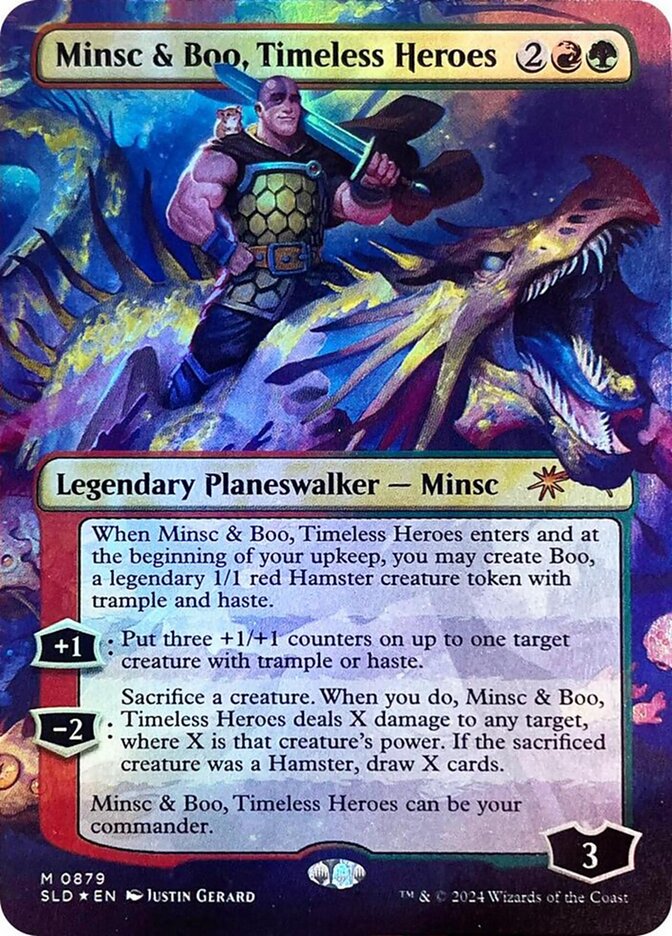 Minsc & Boo, Timeless Heroes 2
Legendary Planeswalker — Minsc
When Minsc & Boo, Timeless Heroes enters and at
the beginning of your upkeep, you may create Boo,
a legendary 1/1 red Hamster creature token with
trample and haste.
+1 : Put three +1/+1 counters on up to one target
creature with trample or haste.
Sacrifice a creature. When you do, Minsc & Boo,
−2 : Timeless Heroes deals X damage to any target,
where X is that creature's power. If the sacrificed
creature was a Hamster, draw X cards.
Minsc & Boo, Timeless Heroes can be your
commander.
3
M 0879
SLD ★ EN Justin Gerard
™ & © 2024 Wizards of the Coast